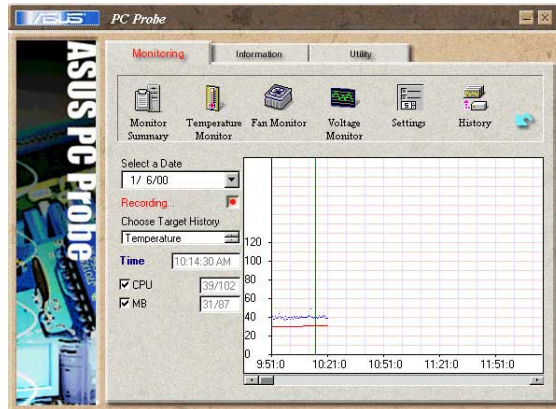 ASUS PC Probe
Monitoring Information Utility
ASUS PC Probe
Monitor Summary Temperature Monitor Fan Monitor Voltage Monitor Settings History
Select a Date
1/ 6/00
Recording...
Choose Target History
Temperature
Time 10:14:30 AM
CPU 39/102
MB 31/87
120
100
80
60
40
20
0
9:51:0 10:21:0 10:51:0 11:21:0 11:51:0